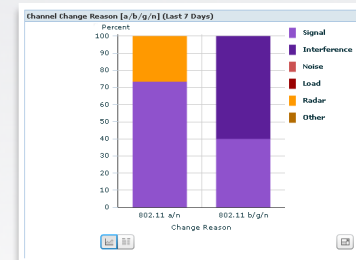 Channel Change Reason [a/b/g/n] (Last 7 Days)
Percent
100
90
80
70
60
50
40
30
20
10
0
802.11 a/n
802.11 b/g/n
Change Reason
Signal
Interference
Noise
Load
Radar
Other